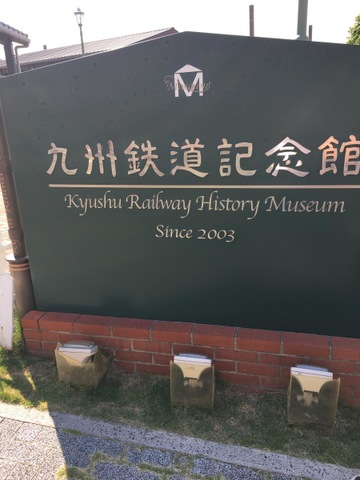 M
九州鉄道記念館
Kyushu Railway History Museum
Since 2003